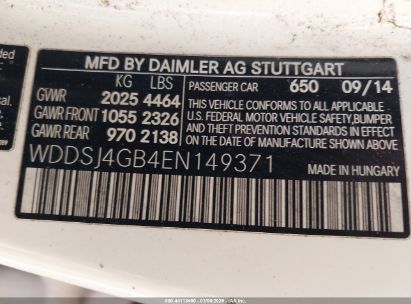 MFD BY DAIMLER AG STUTTGART
KG LBS
GVWR 2025 4464
GAWR FRONT 1055 2326
GAWR REAR 970 2138
PASSENGER CAR 650 09/14
THIS VEHICLE CONFORMS TO ALL APPLICABLE
U.S. FEDERAL MOTOR VEHICLE SAFETY,BUMPER
AND THEFT PREVENTION STANDARDS IN EFFECT
ON THE DATE OF MANUFACTURE SHOWN ABOVE.
WDDSJ4GB4EN149371
MADE IN HUNGARY